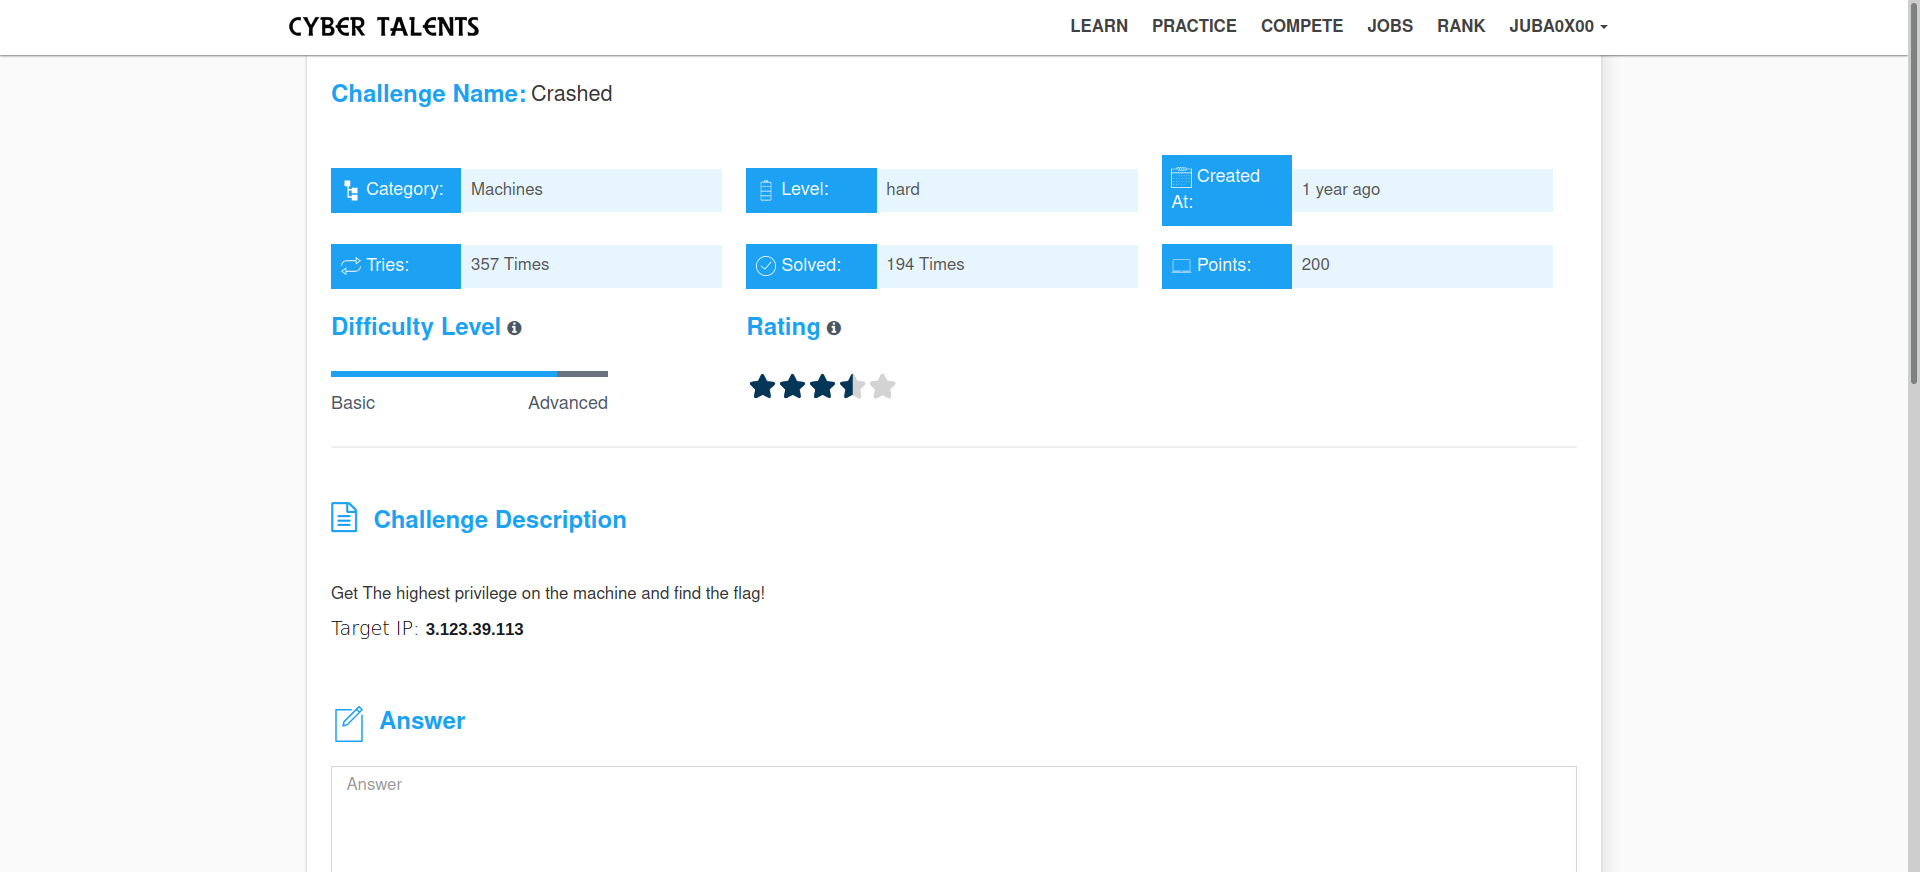 CYBER TALENTS
LEARN PRACTICE COMPETE JOBS RANK JUBA0X00
Challenge Name: Crashed
Category: Machines
Level: hard
Created At: 1 year ago
Tries: 357 Times
Solved: 194 Times
Points: 200
Difficulty Level
Rating
Basic Advanced
Challenge Description
Get The highest privilege on the machine and find the flag!
Target IP: 3.123.39.113
Answer
Answer